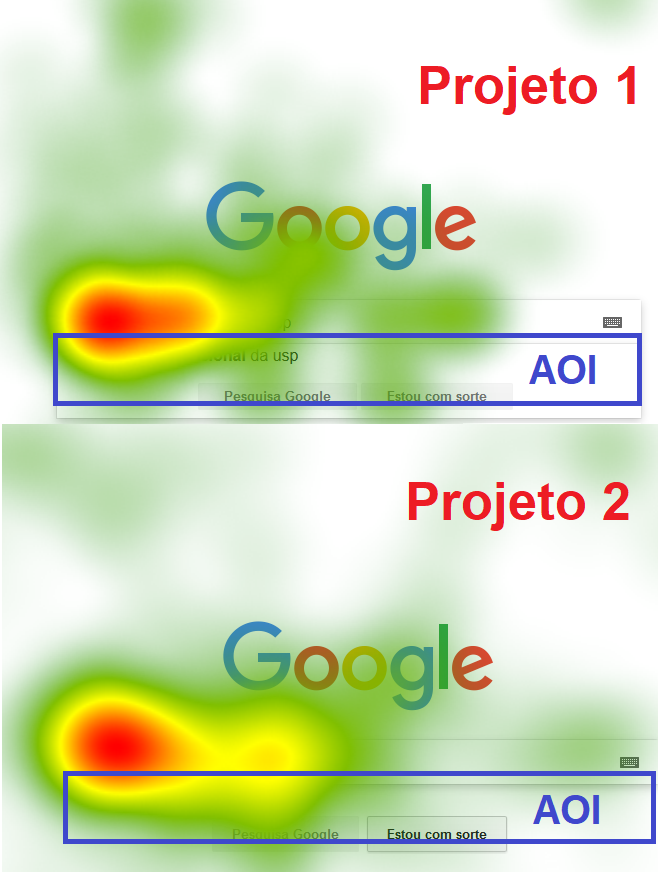 Projeto 1
Google
p
onal da usp
AOI
Pesquisa Google
Estou com sorte
Projeto 2
Google
AOI
Pesquisa Google
Estou com sorte